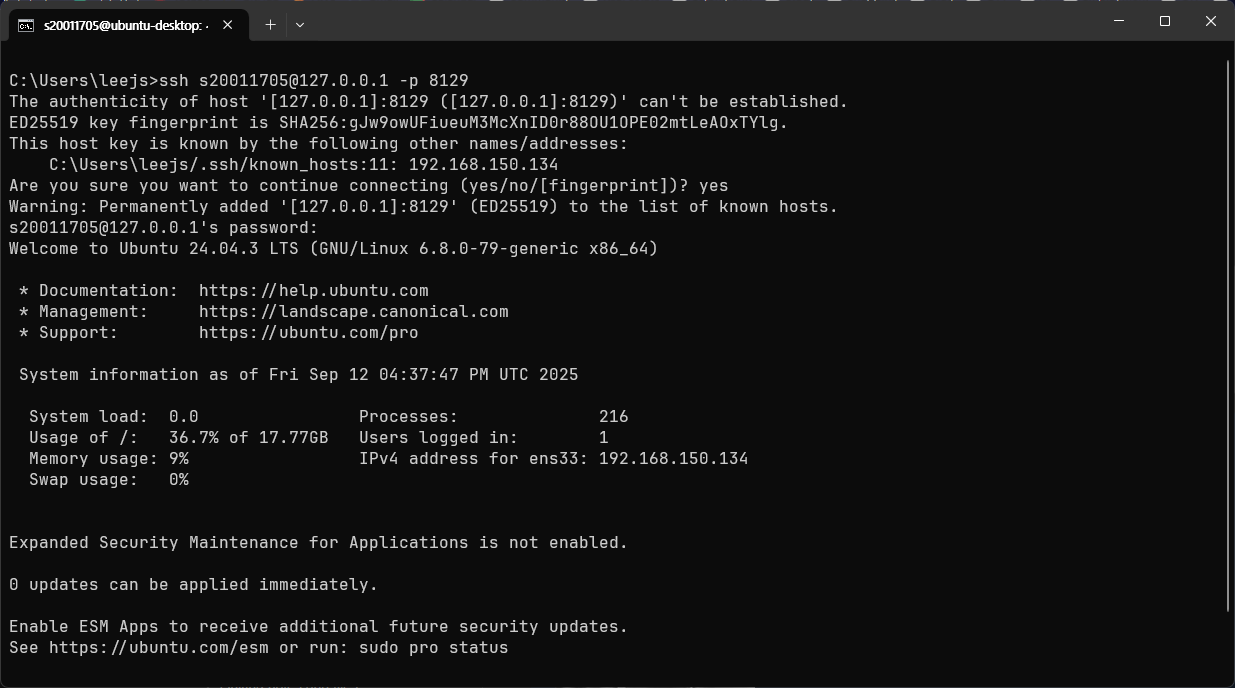 s20011705@ubuntu-desktop:
C:\Users\leejs>ssh s20011705@127.0.0.1 -p 8129
The authenticity of host '[127.0.0.1]:8129 ([127.0.0.1]:8129)' can't be established.
ED25519 key fingerprint is SHA256:gJw9owUFiueuM3McXnID0r88OU1OPE02mtLeAOxTYlg.
This host key is known by the following other names/addresses:
    C:\Users\leejs/.ssh/known_hosts:11: 192.168.150.134
Are you sure you want to continue connecting (yes/no/[fingerprint])? yes
Warning: Permanently added '[127.0.0.1]:8129' (ED25519) to the list of known hosts.
s20011705@127.0.0.1's password:
Welcome to Ubuntu 24.04.3 LTS (GNU/Linux 6.8.0-79-generic x86_64)
 * Documentation:  https://help.ubuntu.com
 * Management:     https://landscape.canonical.com
 * Support:        https://ubuntu.com/pro
 System information as of Fri Sep 12 04:37:47 PM UTC 2025
  System load:  0.0                Processes:              216
  Usage of /:   36.7% of 17.77GB   Users logged in:        1
  Memory usage: 9%                 IPv4 address for ens33: 192.168.150.134
  Swap usage:   0%
Expanded Security Maintenance for Applications is not enabled.
0 updates can be applied immediately.
Enable ESM Apps to receive additional future security updates.
See https://ubuntu.com/esm or run: sudo pro status